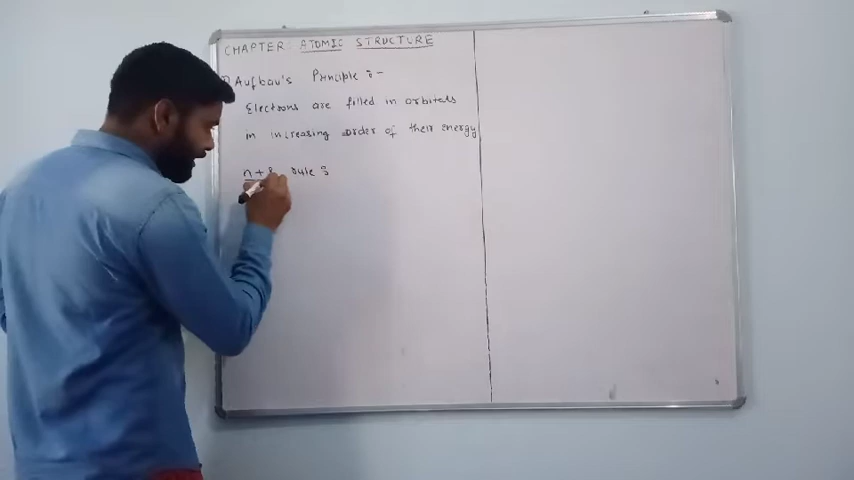 CHAPTER: ATOMIC STRUCTURE
Aufbau's Principle :-
Electrons are filled in orbitals
in increasing order of their energy
n + rule :